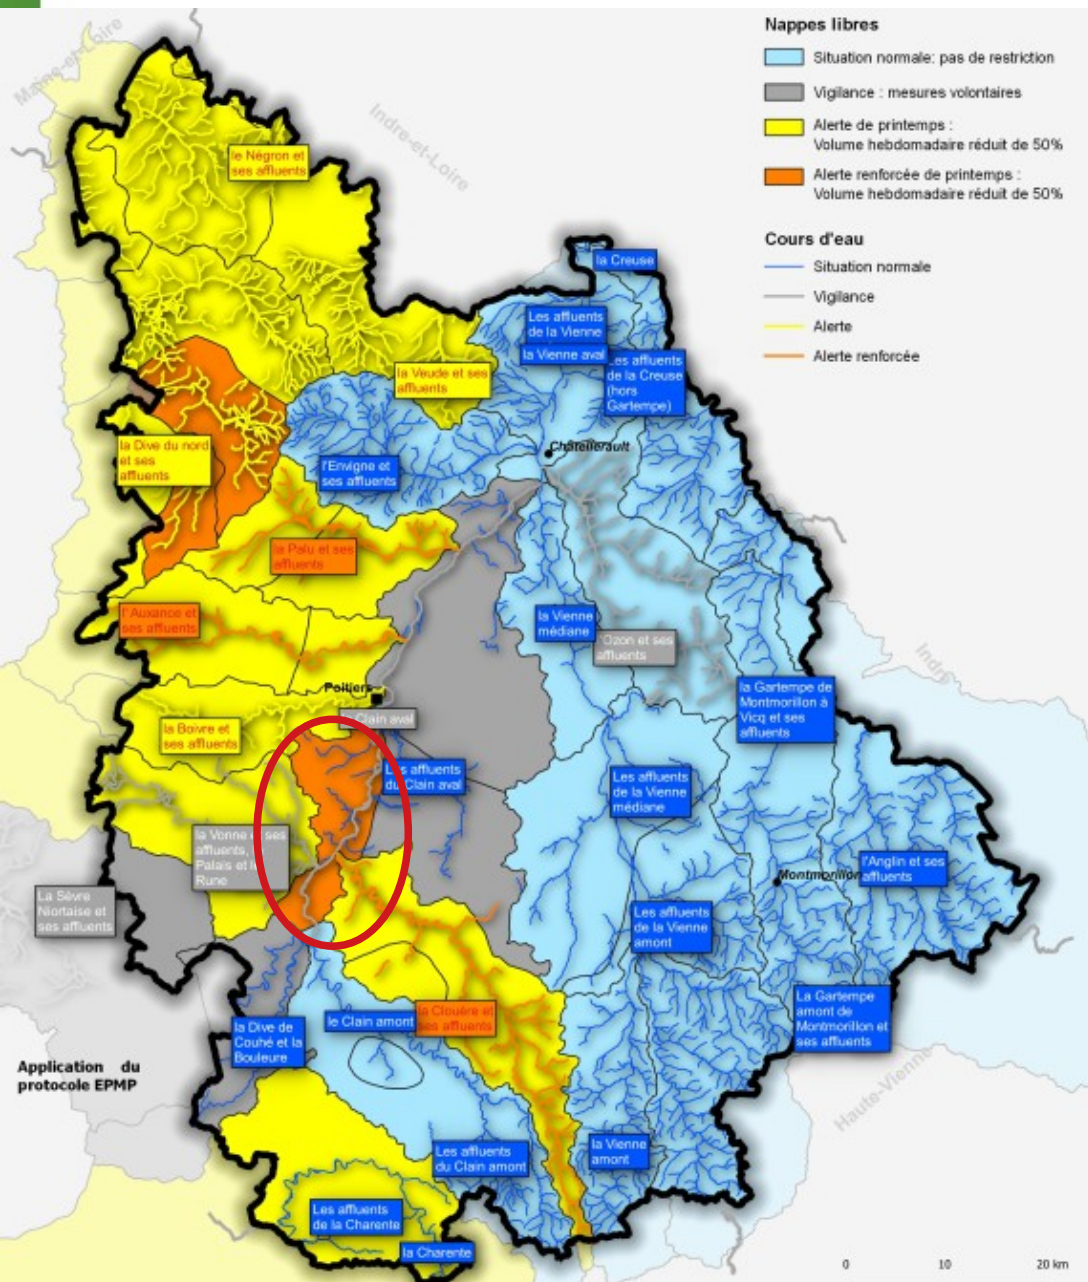 Maine-et-Loire
Indre-et-Loire
Nappes libres
Situation normale: pas de restriction
Vigilance : mesures volontaires
Alerte de printemps :
Volume hebdomadaire réduit de 50%
Alerte renforcée de printemps :
Volume hebdomadaire réduit de 50%
Cours d'eau
Situation normale
Vigilance
Alerte
Alerte renforcée
le Négron et
ses affluents
la Creuse
Les affluents
de la Vienne
la Vienne aval
Les affluents
de la Creuse
(hors
Gartempe)
la Veude et ses
affluents
Châtellerault
la Dive du nord
et ses
affluents
l'Envigne et
ses affluents
la Palu et ses
affluents
l'Auxance et
ses affluents
la Vienne
médiane
l'Ozon et ses
affluents
Indre
Poitiers
le Clain aval
la Gartempe de
Montmorillon à
Vicq et ses
affluents
la Boivre et
ses affluents
Les affluents
du Clain aval
Les affluents
de la Vienne
médiane
la Vonne et ses
affluents,
Palais et la
Rune
l'Anglin et ses
affluents
Montmorillon
La Sèvre
Niortaise et
ses affluents
Les affluents
de la Vienne
amont
la Dive de
Couhé et la
Bouleure
le Clain amont
la Clouère et
ses affluents
La Gartempe
amont de
Montmorillon et
ses affluents
Application du
protocole EPMP
Haute-Vienne
Les affluents
du Clain amont
la Vienne
amont
Les affluents
de la Charente
la Charente
0 10 20 km